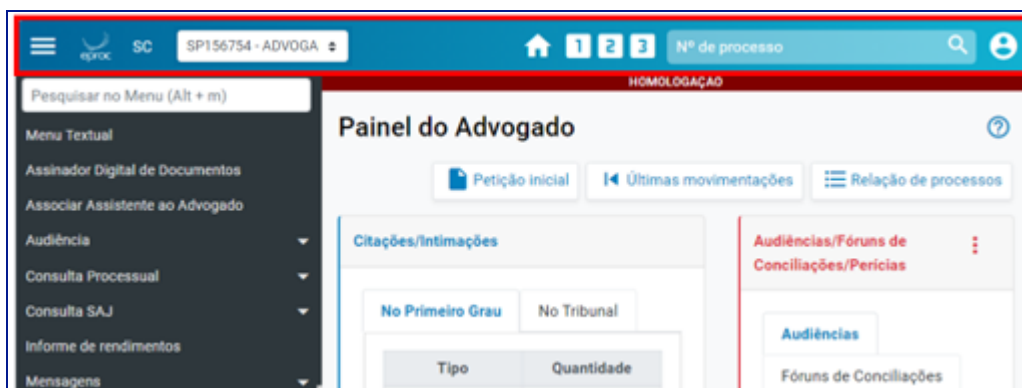 eproc SC SP156754 - ADVOGA 1 2 3 Nº de processo
HOMOLOGAÇÃO
Pesquisar no Menu (Alt + m)
Menu Textual
Assinador Digital de Documentos
Associar Assistente ao Advogado
Audiência
Consulta Processual
Consulta SAJ
Informe de rendimentos
Mensagens
Painel do Advogado
Petição inicial Últimas movimentações Relação de processos
Citações/Intimações
No Primeiro Grau No Tribunal
Tipo Quantidade
Audiências/Fóruns de
Conciliações/Perícias
Audiências
Fóruns de Conciliações